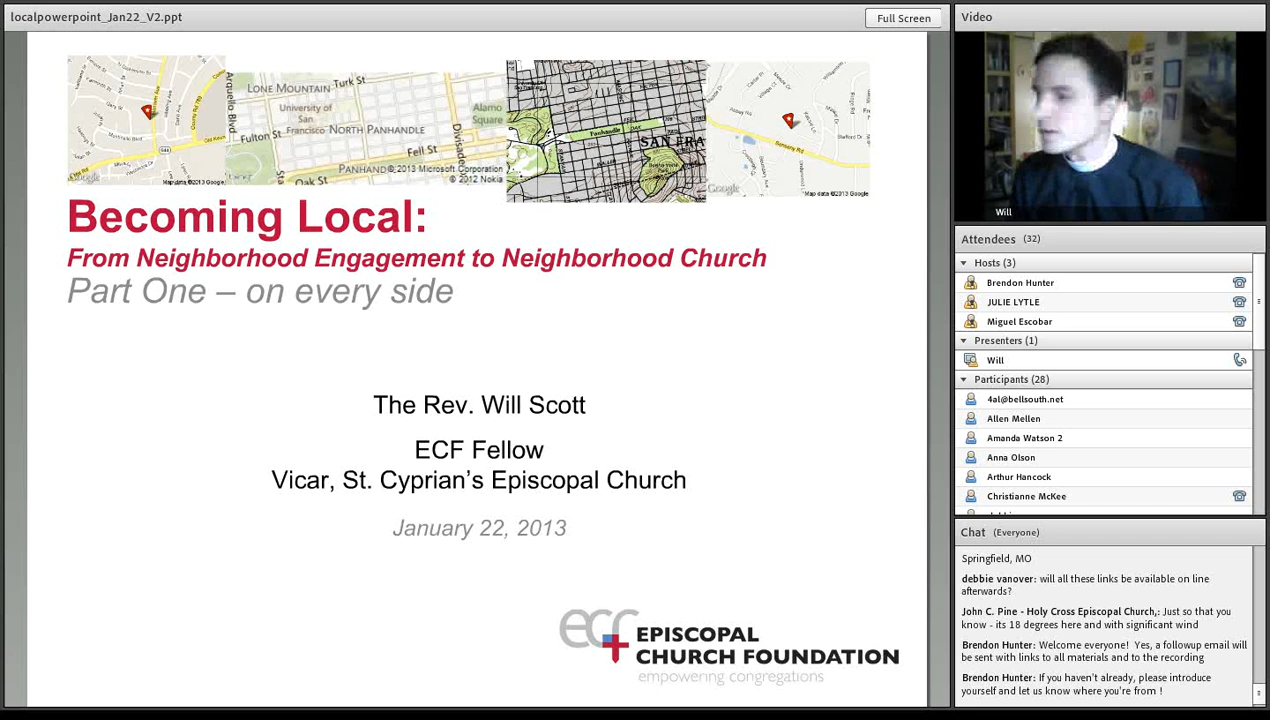 localpowerpoint_Jan22_V2.ppt
Full Screen
Video
Arguello Blvd
LONE MOUNTAIN
Turk St
University of
San
Francisco
NORTH PANHANDLE
Alamo
Square
Fulton St
Fell St
Divisadero
PANHAND
Oak St
© 2013 Microsoft Corporation
© 2012 Nokia
Google
Map data ©2013 Google
Panhandle
SAN FRA
Google
Map data ©2013 Google
Becoming Local:
From Neighborhood Engagement to Neighborhood Church
Part One – on every side
The Rev. Will Scott
ECF Fellow
Vicar, St. Cyprian’s Episcopal Church
January 22, 2013
ecf
EPISCOPAL
CHURCH FOUNDATION
empowering congregations
Will
Attendees (32)
Hosts (3)
Brendon Hunter
JULIE LYTLE
Miguel Escobar
Presenters (1)
Will
Participants (28)
4al@bellsouth.net
Allen Mellen
Amanda Watson 2
Anna Olson
Arthur Hancock
Christianne McKee
Chat (Everyone)
Springfield, MO
debbie vanover: will all these links be available on line
afterwards?
John C. Pine - Holy Cross Episcopal Church,: Just so that you
know - its 18 degrees here and with significant wind
Brendon Hunter: Welcome everyone! Yes, a followup email will
be sent with links to all materials and to the recording
Brendon Hunter: If you haven't already, please introduce
yourself and let us know where you're from !